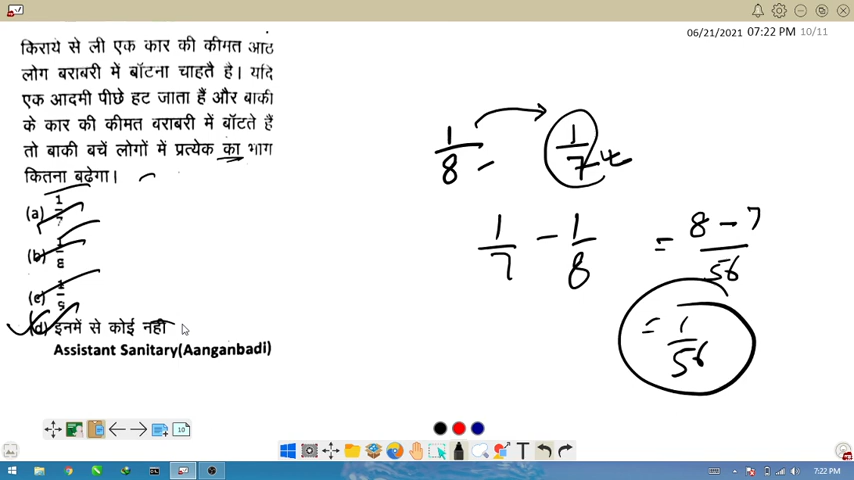 06/21/2021 07:22 PM 10/11
किराये से ली एक कार की कीमत आठ
लोग बराबरी में बॉटना चाहतै है। यदि
एक आदमी पीछे हट जाता हैं और बाकी
के कार की कीमत बराबरी में बॉटते हैं
तो बाकी बचें लोगों में प्रत्येक का भाग
कितना बढ़ेगा।
(a) 1/7
(b) 1/8
(c) 1/5
(d) इनमें से कोई नही
Assistant Sanitary(Aanganbadi)
1/8 1/7
1/7 - 1/8 = 8-7/56
= 1/56
10
7:22 PM